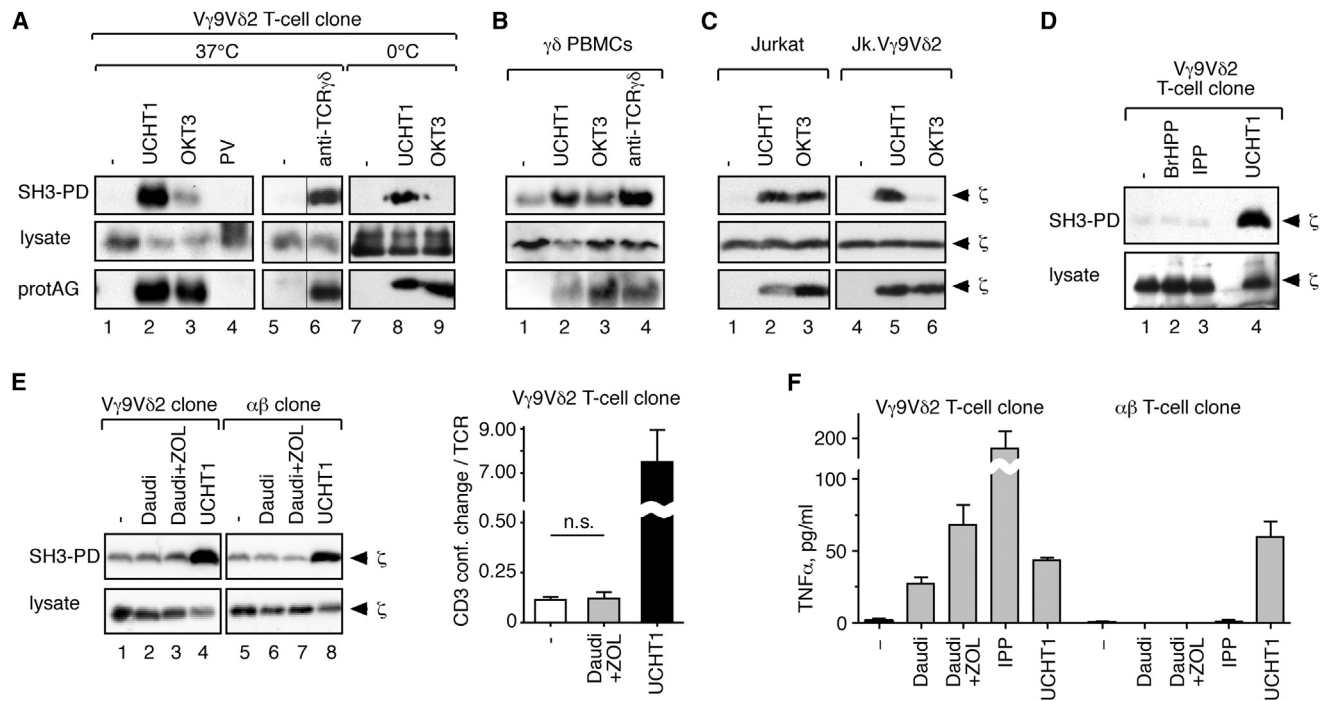 A
Vγ9Vδ2 T-cell clone
37°C
0°C
-
UCHT1
OKT3
PV
-
anti-TCRγδ
-
UCHT1
OKT3
SH3-PD
lysate
protAG
1 2 3 4 5 6 7 8 9
B
γδ PBMCs
-
UCHT1
OKT3
anti-TCRγδ
1 2 3 4
C
Jurkat
Jk.Vγ9Vδ2
-
UCHT1
OKT3
-
UCHT1
OKT3
ζ
ζ
ζ
1 2 3 4 5 6
D
Vγ9Vδ2
T-cell clone
-
BrHPP
IPP
UCHT1
SH3-PD
ζ
lysate
ζ
1 2 3 4
E
Vγ9Vδ2 clone
αβ clone
-
Daudi
Daudi+ZOL
UCHT1
-
Daudi
Daudi+ZOL
UCHT1
SH3-PD
ζ
lysate
ζ
1 2 3 4 5 6 7 8
Vγ9Vδ2 T-cell clone
CD3 conf. change / TCR
9.00
7.00
0.50
0.25
0
n.s.
-
Daudi
+ZOL
UCHT1
F
Vγ9Vδ2 T-cell clone
αβ T-cell clone
TNFα, pg/ml
200
100
50
0
–
Daudi
Daudi
+ZOL
IPP
UCHT1
–
Daudi
Daudi
+ZOL
IPP
UCHT1